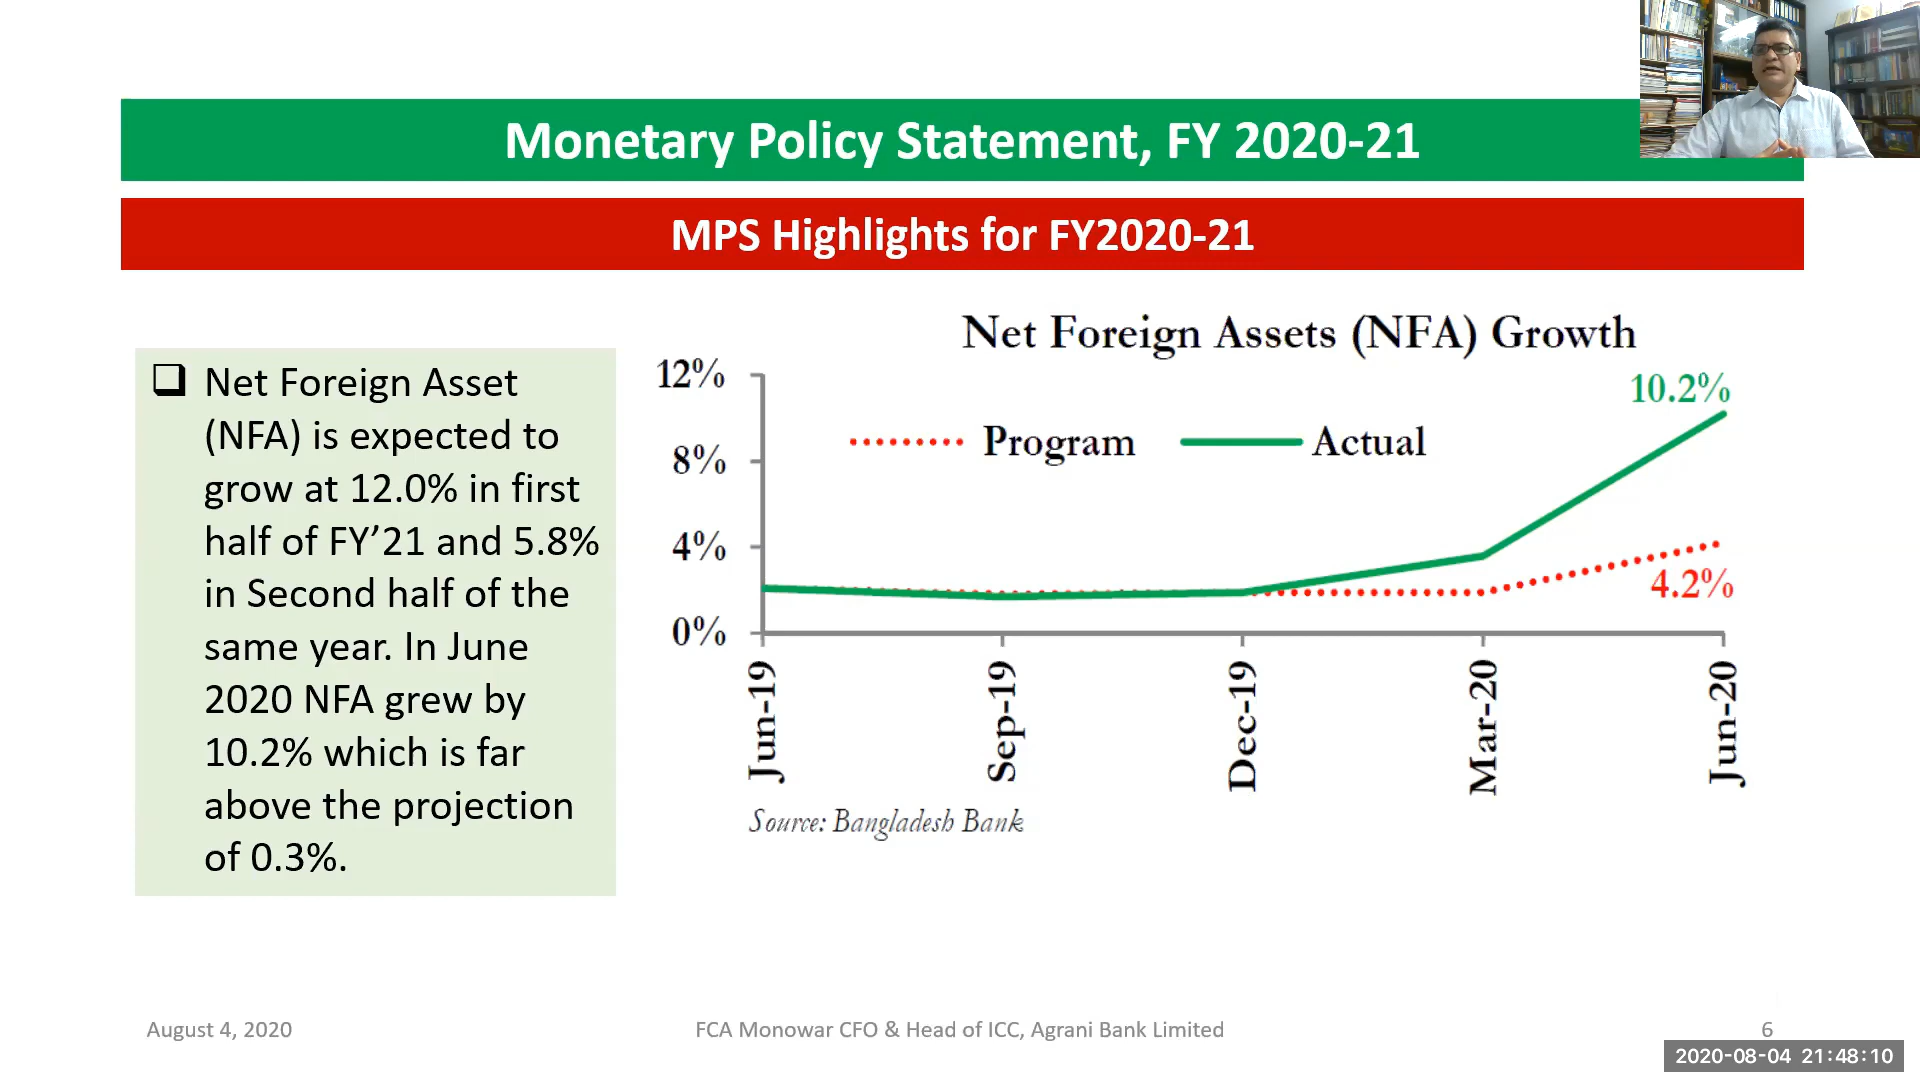 Monetary Policy Statement, FY 2020-21
MPS Highlights for FY2020-21
❑ Net Foreign Asset
(NFA) is expected to
grow at 12.0% in first
half of FY’21 and 5.8%
in Second half of the
same year. In June
2020 NFA grew by
10.2% which is far
above the projection
of 0.3%.
Net Foreign Assets (NFA) Growth
12%
8%
4%
0%
Program
Actual
10.2%
4.2%
Jun-19
Sep-19
Dec-19
Mar-20
Jun-20
Source: Bangladesh Bank
August 4, 2020
FCA Monowar CFO & Head of ICC, Agrani Bank Limited
6
2020-08-04 21:48:10